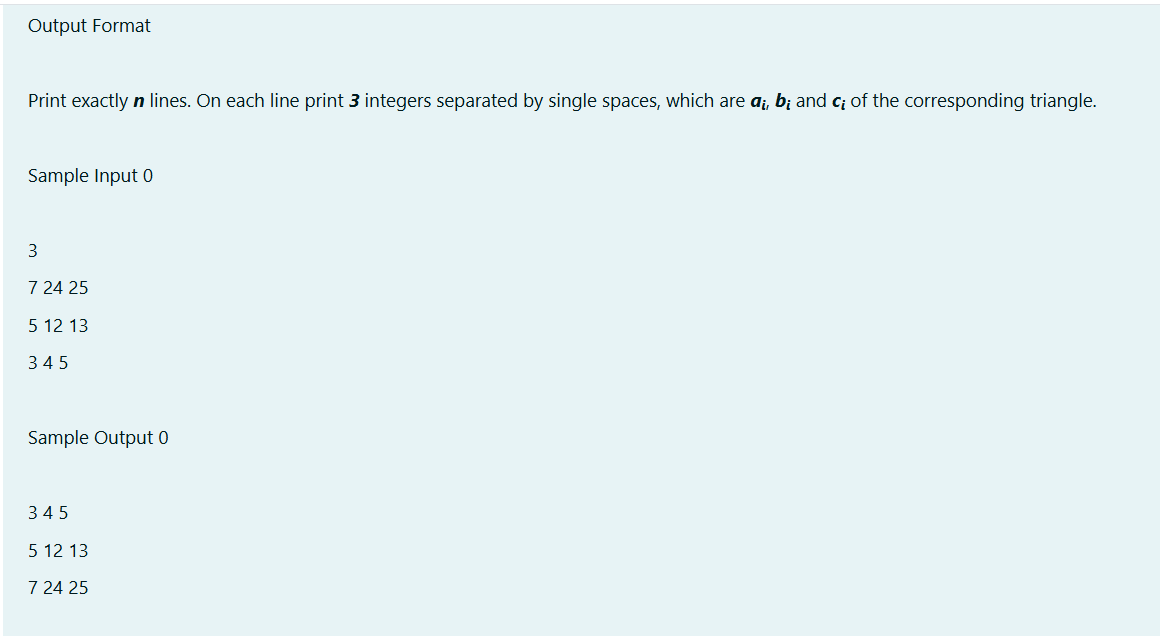 Output Format
Print exactly n lines. On each line print 3 integers separated by single spaces, which are ai, bi and ci of the corresponding triangle.
Sample Input 0
3
7 24 25
5 12 13
3 4 5
Sample Output 0
3 4 5
5 12 13
7 24 25